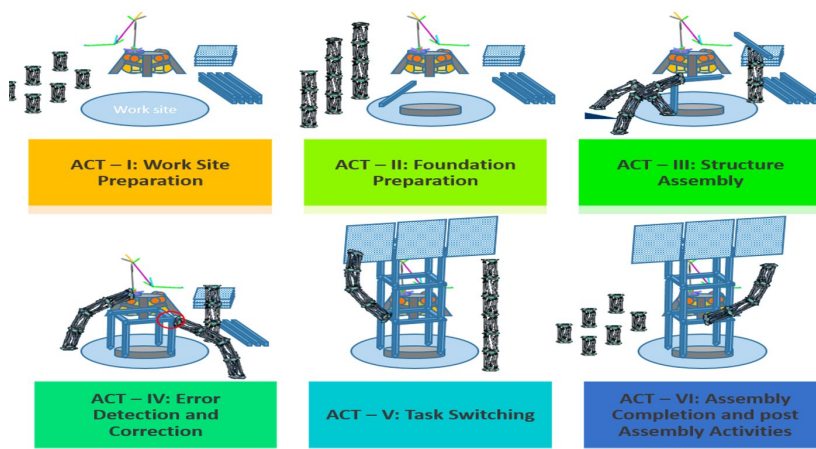 Work site
ACT – I: Work Site
Preparation
ACT – II: Foundation
Preparation
ACT – III: Structure
Assembly
ACT – IV: Error
Detection and
Correction
ACT – V: Task Switching
ACT – VI: Assembly
Completion and post
Assembly Activities